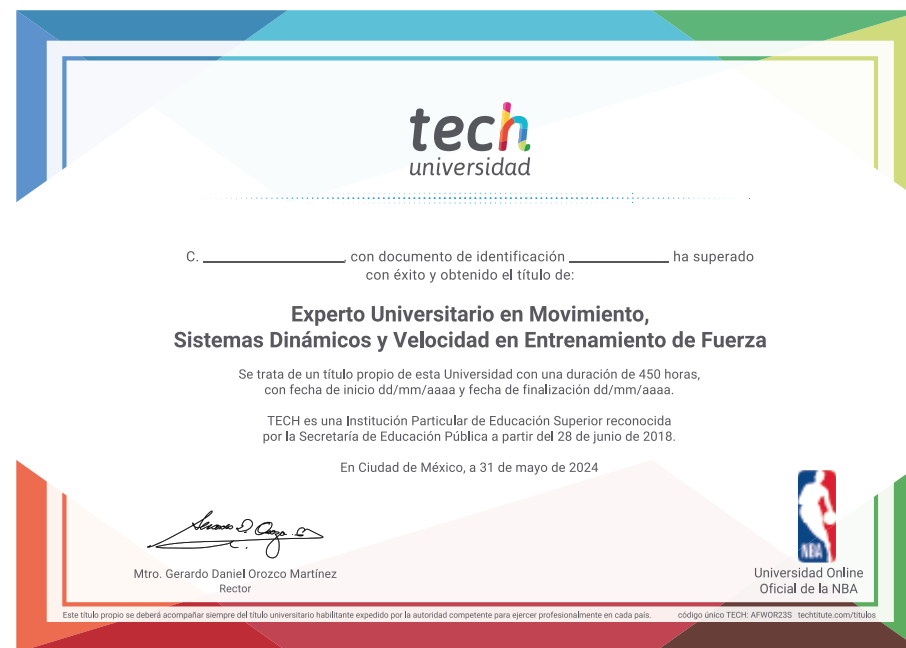 tech
universidad
C. ____________, con documento de identificación ____________ ha superado
con éxito y obtenido el título de:
Experto Universitario en Movimiento,
Sistemas Dinámicos y Velocidad en Entrenamiento de Fuerza
Se trata de un título propio de esta Universidad con una duración de 450 horas,
con fecha de inicio dd/mm/aaaa y fecha de finalización dd/mm/aaaa.
TECH es una Institución Particular de Educación Superior reconocida
por la Secretaría de Educación Pública a partir del 28 de junio de 2018.
En Ciudad de México, a 31 de mayo de 2024
Mtro. Gerardo Daniel Orozco Martínez
Rector
NBA
Universidad Online
Oficial de la NBA
Este título propio se deberá acompañar siempre del título universitario habilitante expedido por la autoridad competente para ejercer profesionalmente en cada país.
código único TECH: AFWOR23S techtitute.com/titulos